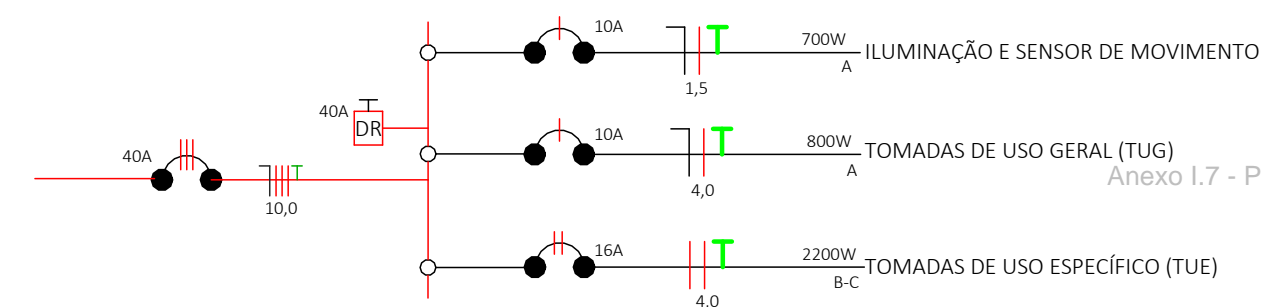 10A
700W
ILUMINAÇÃO E SENSOR DE MOVIMENTO
A
1,5
40A
DR
10A
800W
TOMADAS DE USO GERAL (TUG)
A
Anexo I.7 - P
4,0
40A
10,0
16A
2200W
TOMADAS DE USO ESPECÍFICO (TUE)
B-C
4,0